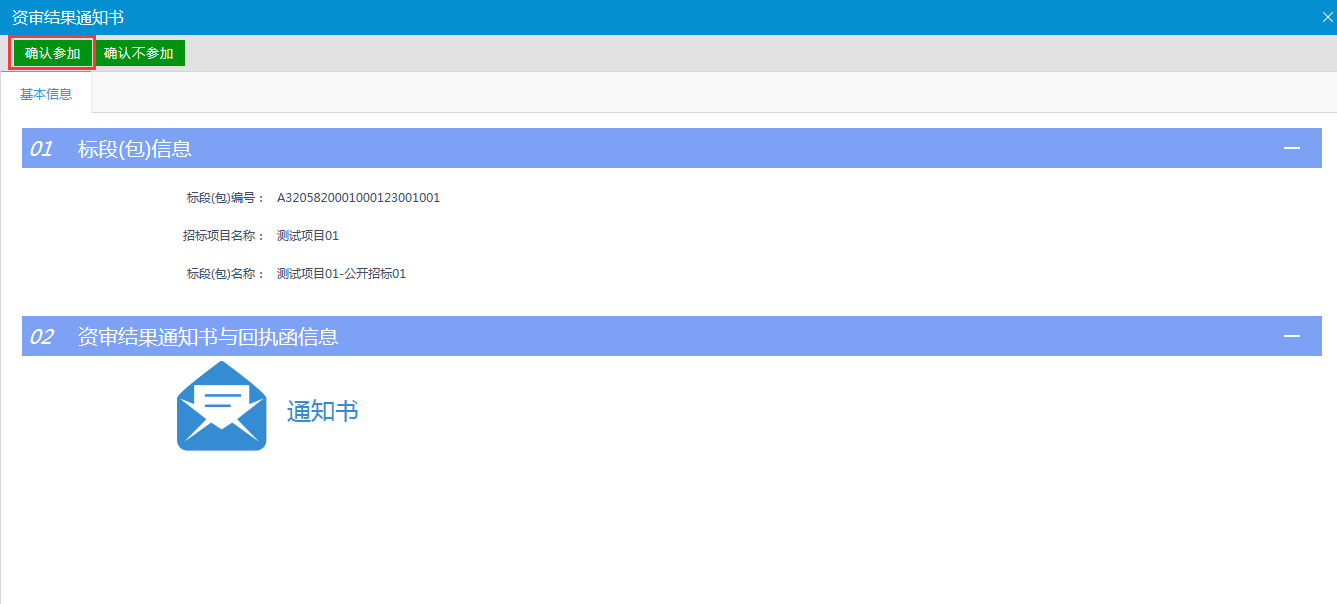 资审结果通知书
确认参加 确认不参加
基本信息
01 标段(包)信息
标段(包)编号： A3205820001000123001001
招标项目名称： 测试项目01
标段(包)名称： 测试项目01-公开招标01
02 资审结果通知书与回执函信息
通知书